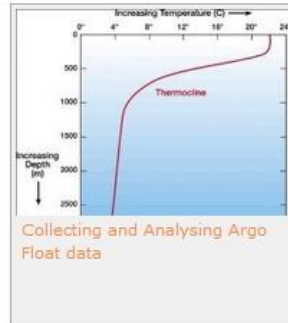 Increasing Temperature (C)
0° 4° 8° 12° 16° 20° 24
0
500
Thermocline
1000
1500
Increasing
Depth
(m)
2000
2500
Collecting and Analysing Argo
Float data